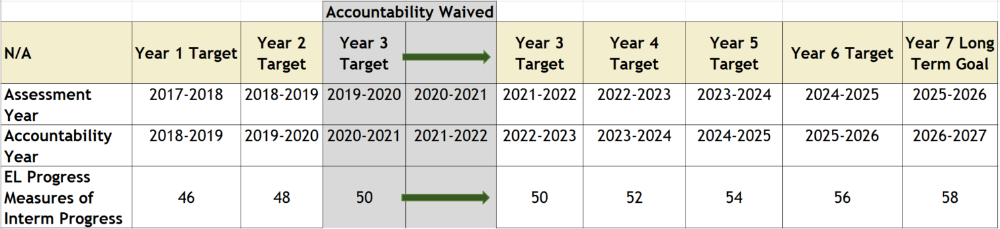 Accountability Waived
N/A
Year 1 Target
Year 2
Target
Year 3
Target
Year 3
Target
Year 4
Target
Year 5
Target
Year 6 Target
Year 7 Long
Term Goal
Assessment
Year
2017-2018
2018-2019
2019-2020
2020-2021
2021-2022
2022-2023
2023-2024
2024-2025
2025-2026
Accountability
Year
2018-2019
2019-2020
2020-2021
2021-2022
2022-2023
2023-2024
2024-2025
2025-2026
2026-2027
EL Progress
Measures of
Interm Progress
46
48
50
50
52
54
56
58